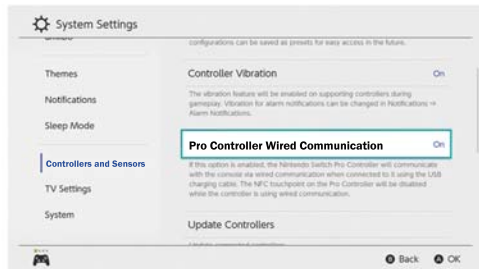 System Settings
configurations can be saved as presets for easy access in the future.
Themes
Controller Vibration On
The vibration feature will be enabled on supporting controllers during
gameplay. Vibration for alarm notifications can be changed in Notifications →
Alarm Notifications.
Notifications
Sleep Mode
Pro Controller Wired Communication On
If this option is enabled, the Nintendo Switch Pro Controller will communicate
with the console via wired communication when connected to it using the USB
charging cable. The NFC touchpoint on the Pro Controller will be disabled
while the controller is using wired communication.
Controllers and Sensors
TV Settings
System
Update Controllers
B Back A OK